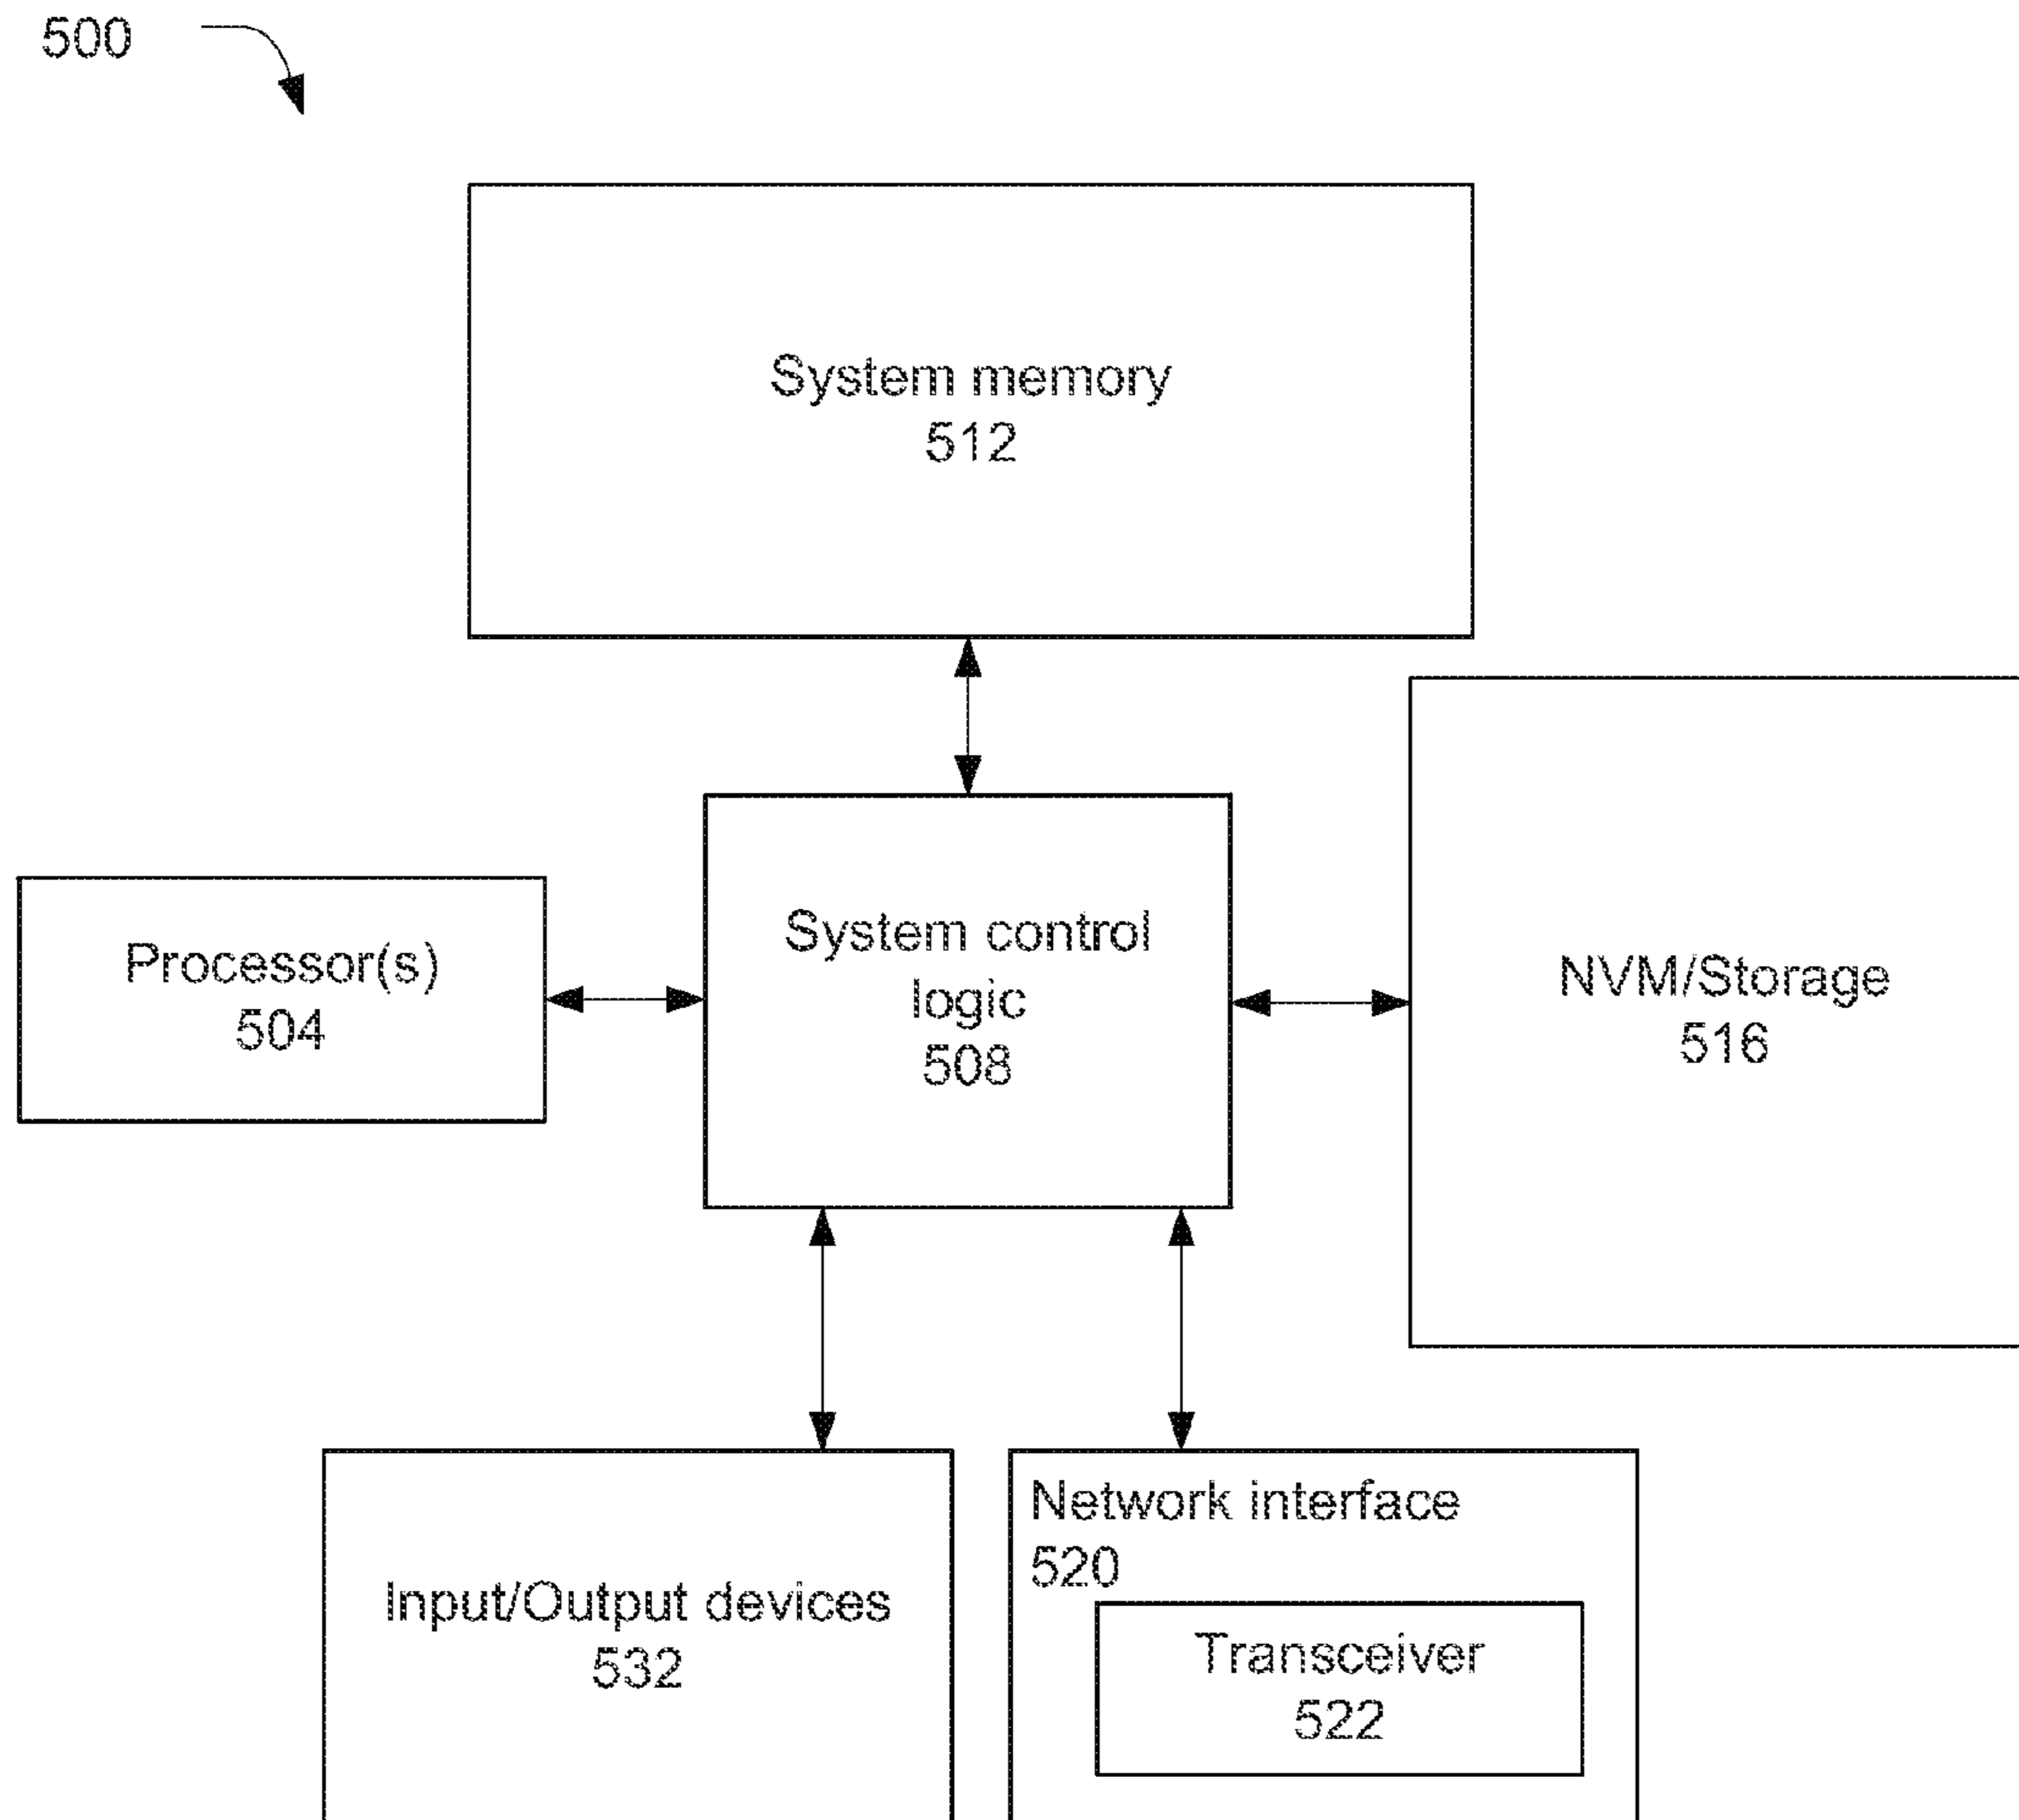 500
System memory
512
Processor(s)
504
System control
logic
508
NVM/Storage
516
Input/Output devices
532
Network interface
520
Transceiver
522